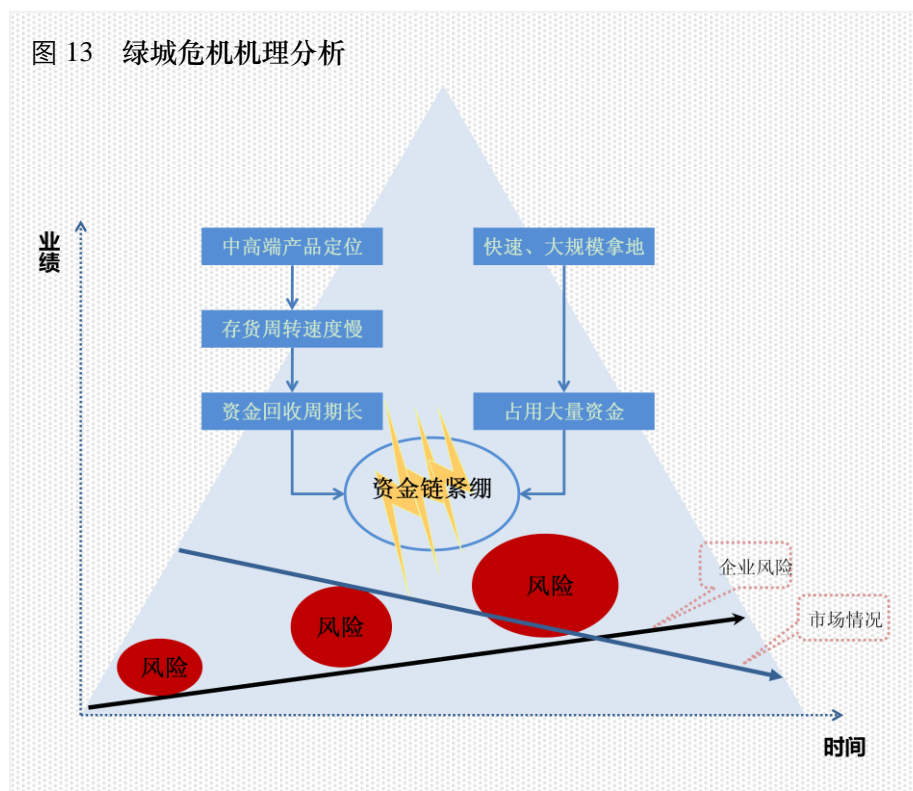 图 13 绿城危机机理分析
业绩
中高端产品定位
快速、大规模拿地
存货周转速度慢
资金回收周期长
占用大量资金
资金链紧绷
风险
风险
风险
企业风险
市场情况
时间